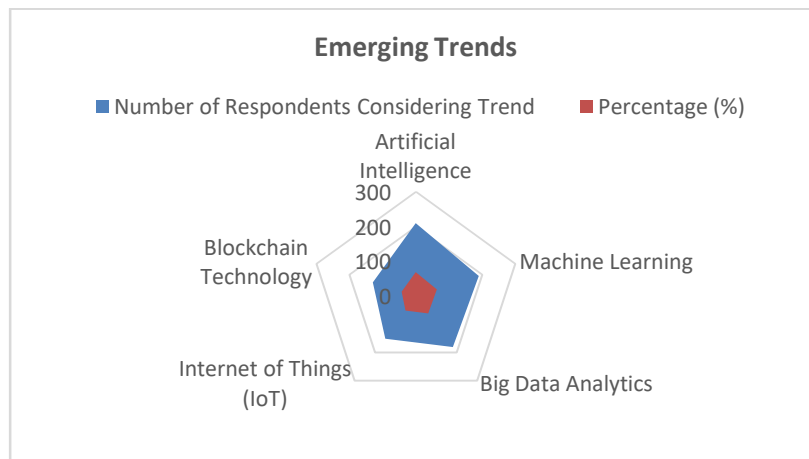 Emerging Trends
Number of Respondents Considering Trend
Percentage (%)
Artificial
Intelligence
300
200
100
0
Machine Learning
Big Data Analytics
Internet of Things
(IoT)
Blockchain
Technology